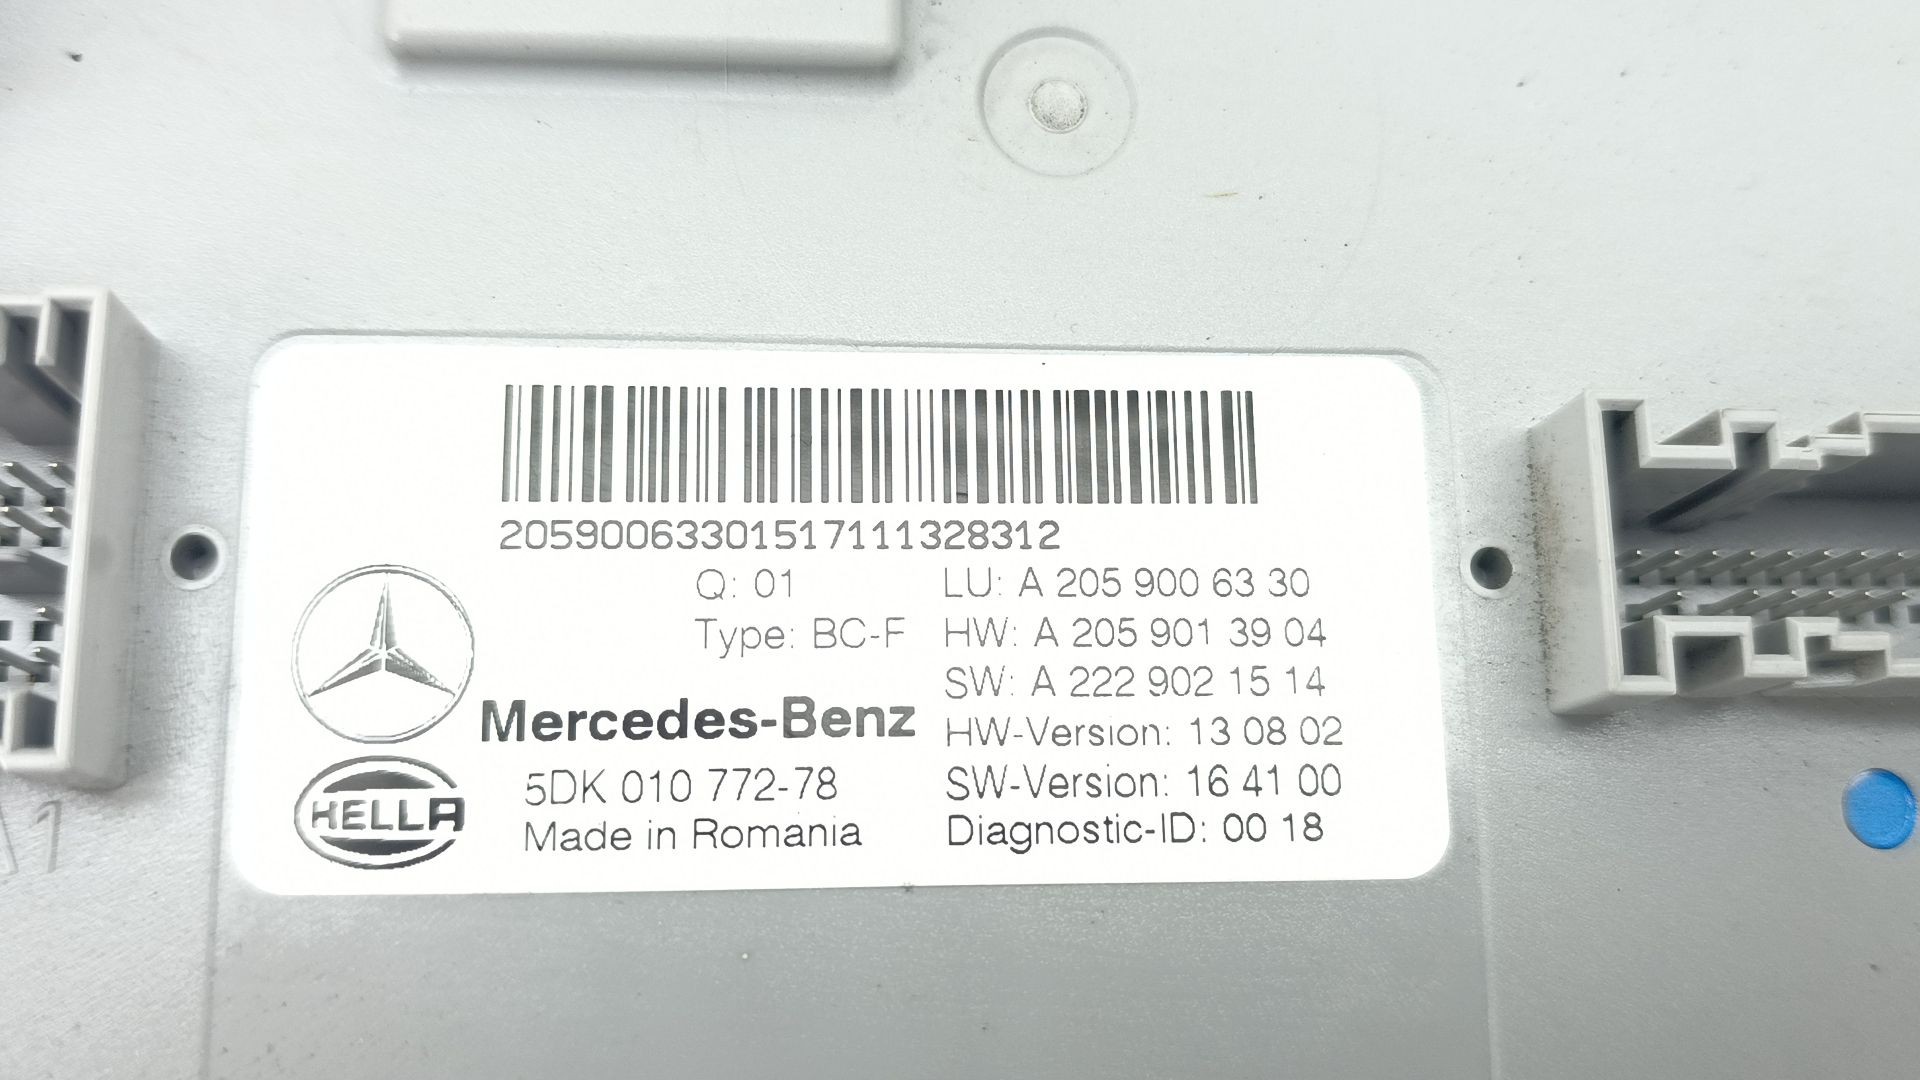 20590063301517111328312
Q: 01
Type: BC-F
LU: A 205 900 63 30
HW: A 205 901 39 04
SW: A 222 902 15 14
HW-Version: 13 08 02
SW-Version: 16 41 00
Diagnostic-ID: 00 18
Mercedes-Benz
HELLA
5DK 010 772-78
Made in Romania